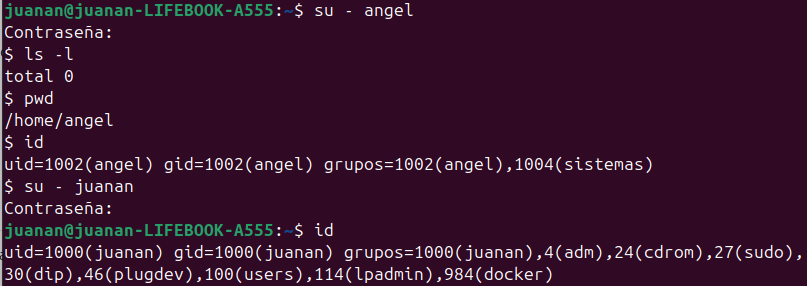 juanan@juanan-LIFEBOOK-A555:~$ su - angel
Contraseña:
$ ls -l
total 0
$ pwd
/home/angel
$ id
uid=1002(angel) gid=1002(angel) grupos=1002(angel),1004(sistemas)
$ su - juanan
Contraseña:
juanan@juanan-LIFEBOOK-A555:~$ id
uid=1000(juanan) gid=1000(juanan) grupos=1000(juanan),4(adm),24(cdrom),27(sudo),
30(dip),46(plugdev),100(users),114(lpadmin),984(docker)